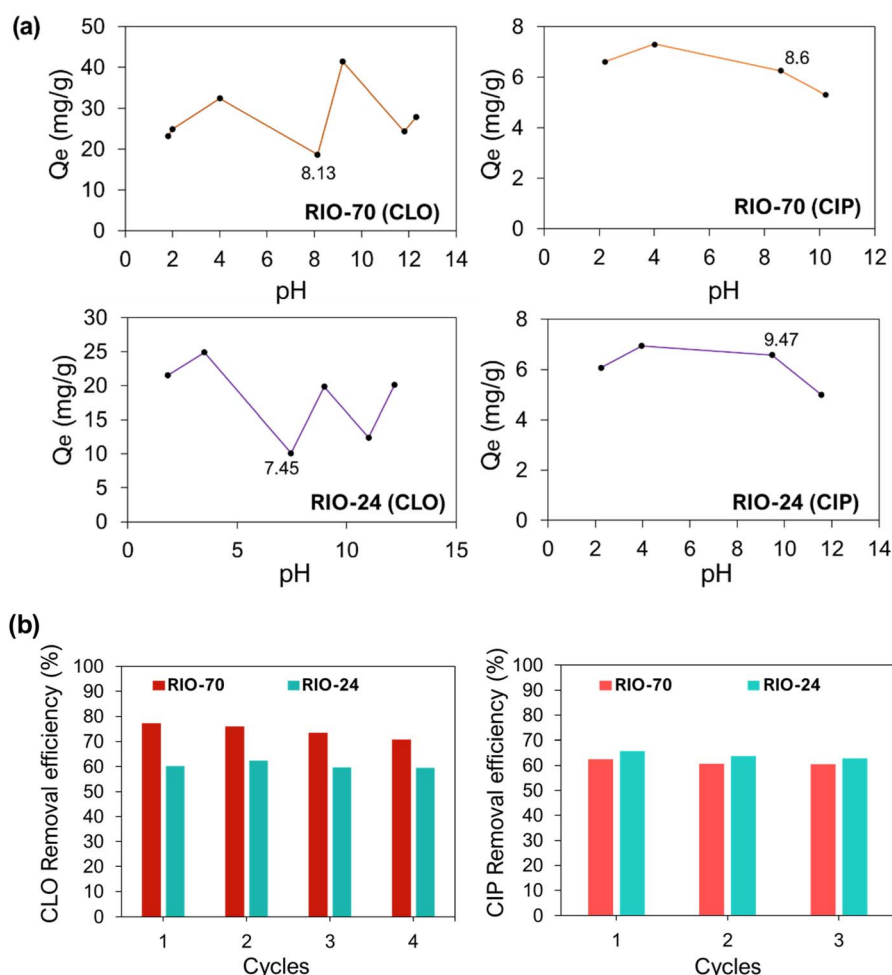 (a)
50
40
30
20
10
0
Qe (mg/g)
8.13
RIO-70 (CLO)
0 2 4 6 8 10 12 14
pH
8
6
4
2
0
Qe (mg/g)
8.6
RIO-70 (CIP)
0 2 4 6 8 10 12
pH
30
25
20
15
10
5
0
Qe (mg/g)
7.45
RIO-24 (CLO)
0 5 10 15
pH
8
6
4
2
0
Qe (mg/g)
9.47
RIO-24 (CIP)
0 2 4 6 8 10 12 14
pH
(b)
100
90
80
70
60
50
40
30
20
10
0
CLO Removal efficiency (%)
RIO-70 RIO-24
1 2 3 4
Cycles
100
90
80
70
60
50
40
30
20
10
0
CIP Removal efficiency (%)
RIO-70 RIO-24
1 2 3
Cycles